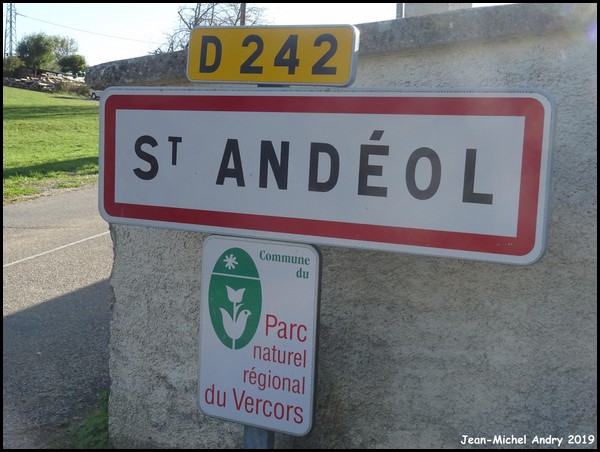 D 242
ST ANDÉOL
Commune
du
Parc
naturel
régional
du Vercors
Jean-Michel Andry 2019